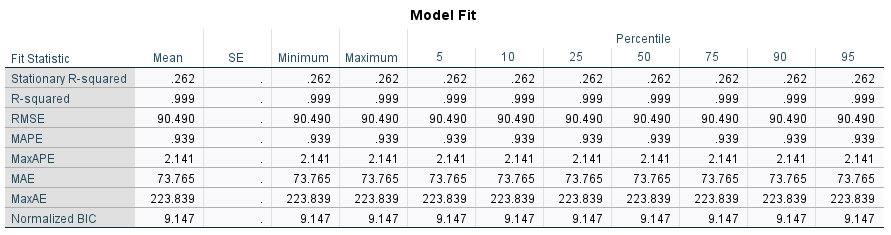 Model Fit
Percentile
Fit Statistic Mean SE Minimum Maximum 5 10 25 50 75 90 95
Stationary R-squared .262 . .262 .262 .262 .262 .262 .262 .262 .262 .262
R-squared .999 . .999 .999 .999 .999 .999 .999 .999 .999 .999
RMSE 90.490 . 90.490 90.490 90.490 90.490 90.490 90.490 90.490 90.490 90.490
MAPE .939 . .939 .939 .939 .939 .939 .939 .939 .939 .939
MaxAPE 2.141 . 2.141 2.141 2.141 2.141 2.141 2.141 2.141 2.141 2.141
MAE 73.765 . 73.765 73.765 73.765 73.765 73.765 73.765 73.765 73.765 73.765
MaxAE 223.839 . 223.839 223.839 223.839 223.839 223.839 223.839 223.839 223.839 223.839
Normalized BIC 9.147 . 9.147 9.147 9.147 9.147 9.147 9.147 9.147 9.147 9.147